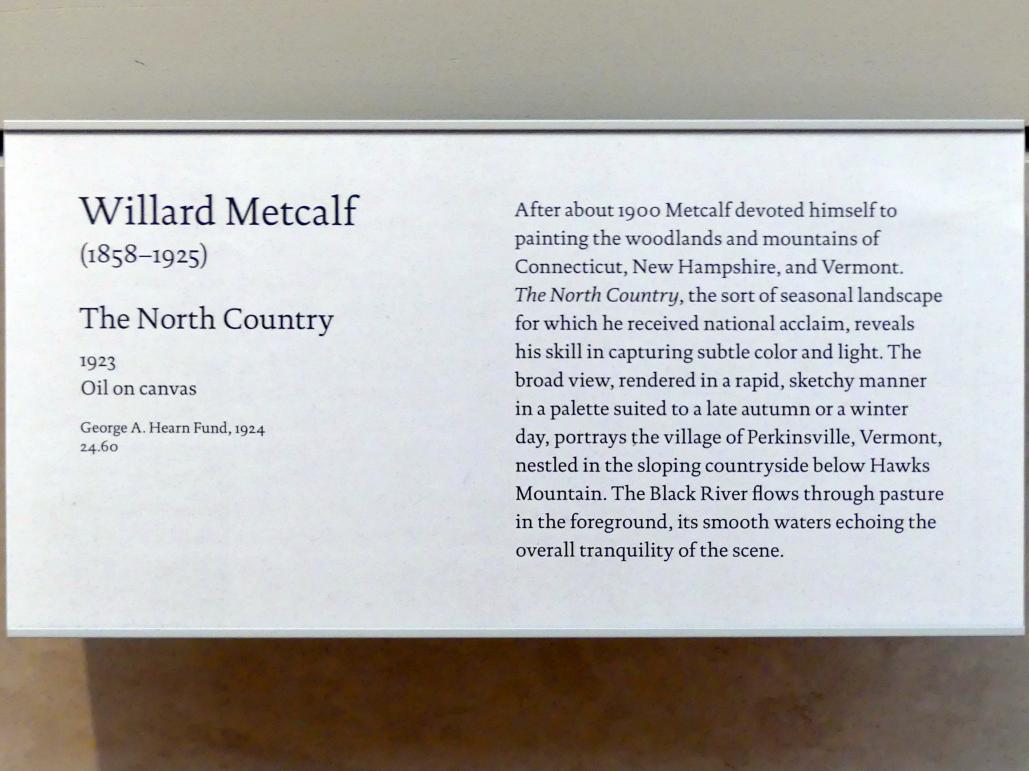 Willard Metcalf
(1858–1925)
The North Country
1923
Oil on canvas
George A. Hearn Fund, 1924
24.60
After about 1900 Metcalf devoted himself to
painting the woodlands and mountains of
Connecticut, New Hampshire, and Vermont.
The North Country, the sort of seasonal landscape
for which he received national acclaim, reveals
his skill in capturing subtle color and light. The
broad view, rendered in a rapid, sketchy manner
in a palette suited to a late autumn or a winter
day, portrays the village of Perkinsville, Vermont,
nestled in the sloping countryside below Hawks
Mountain. The Black River flows through pasture
in the foreground, its smooth waters echoing the
overall tranquility of the scene.